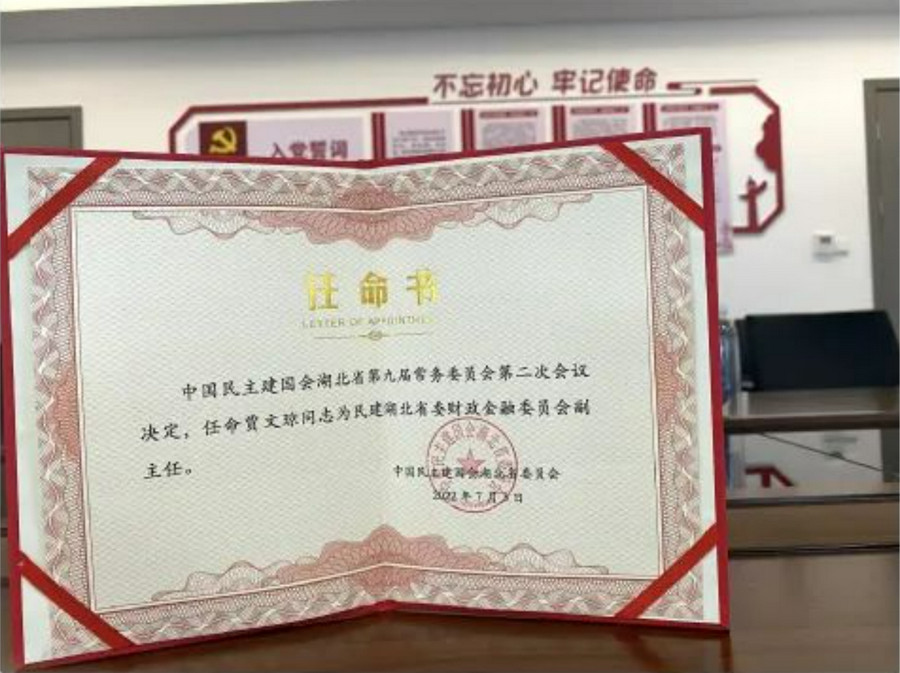 不忘初心 牢记使命
入党誓词
任命书
LETTER OF APPOINTMENT
中国民主建国会湖北省第九届常务委员会第二次会议
决定，任命贾文琼同志为民建湖北省委财政金融委员会副
主任。
中国民主建国会湖北省委员会
2022年7月 日